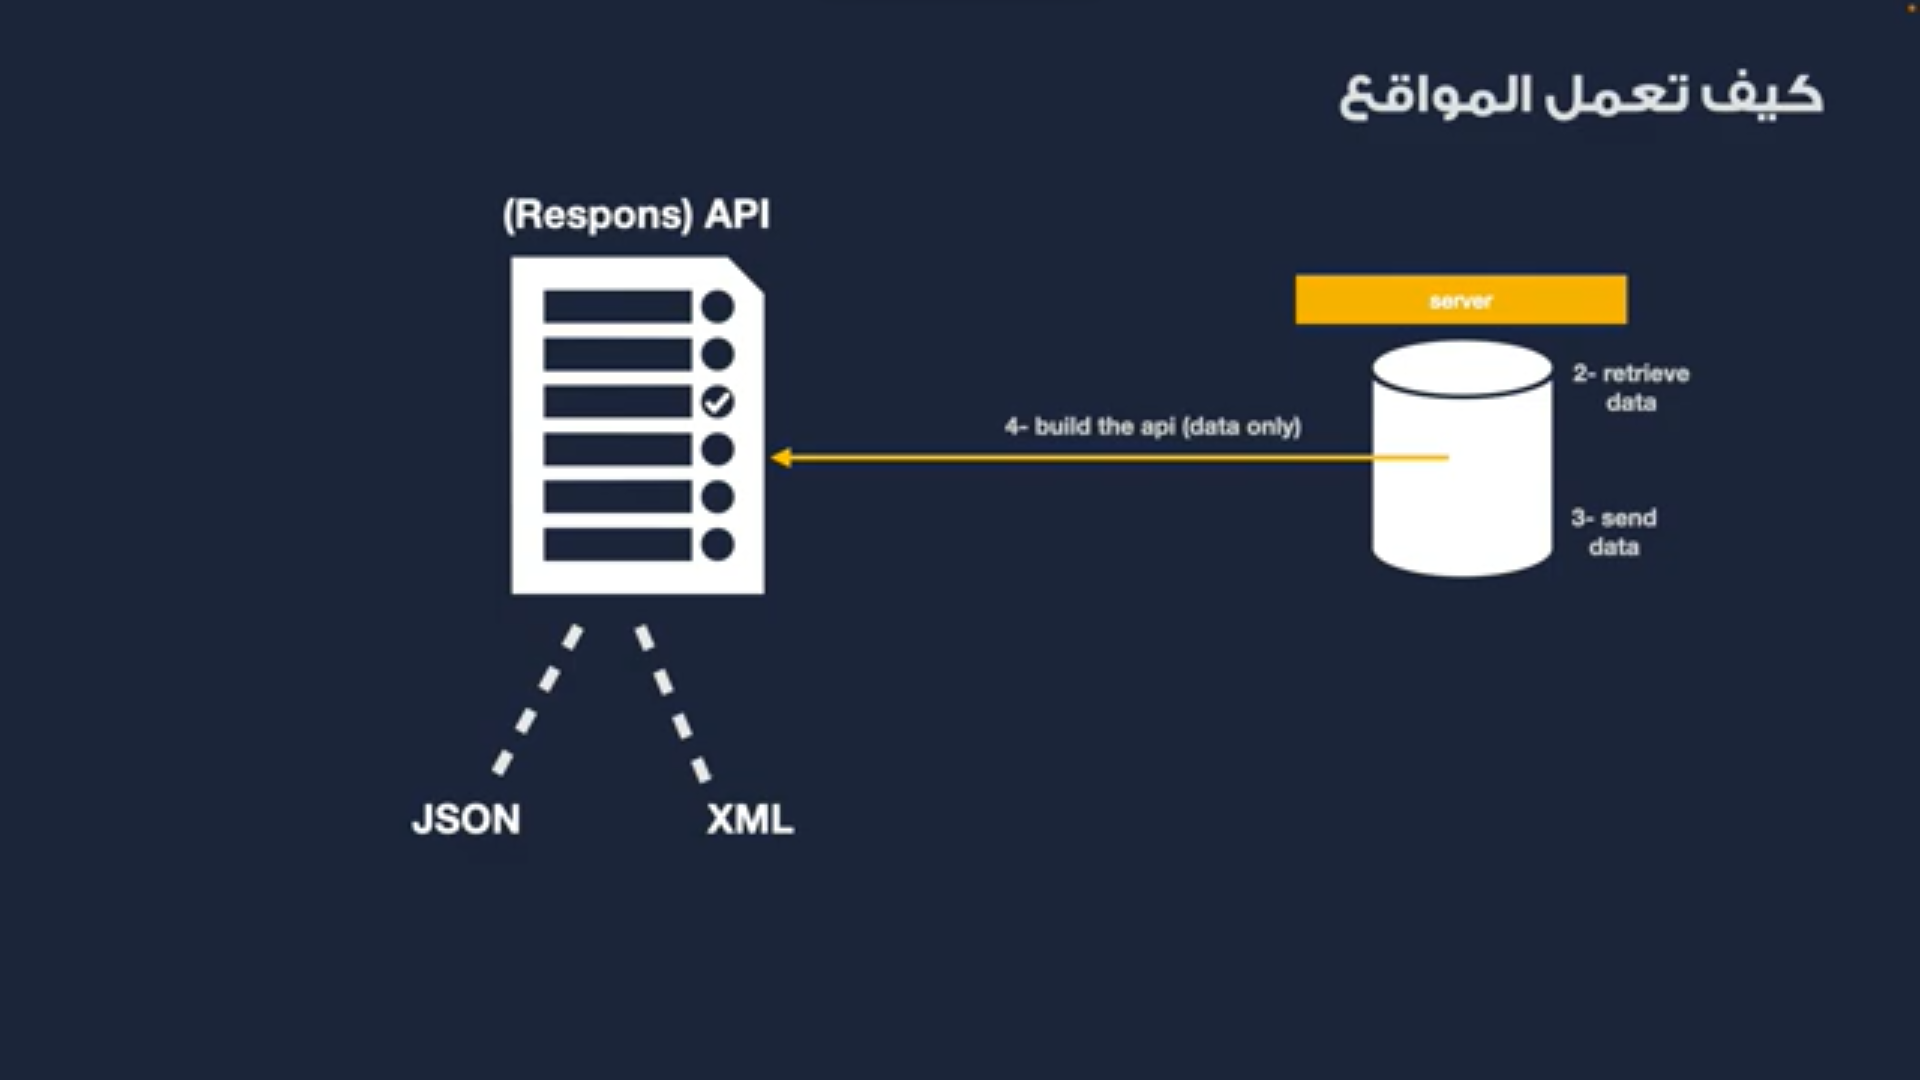 كيف تعمل المواقع
(Respons) API
server
2- retrieve
data
4- build the api (data only)
3- send
data
JSON
XML